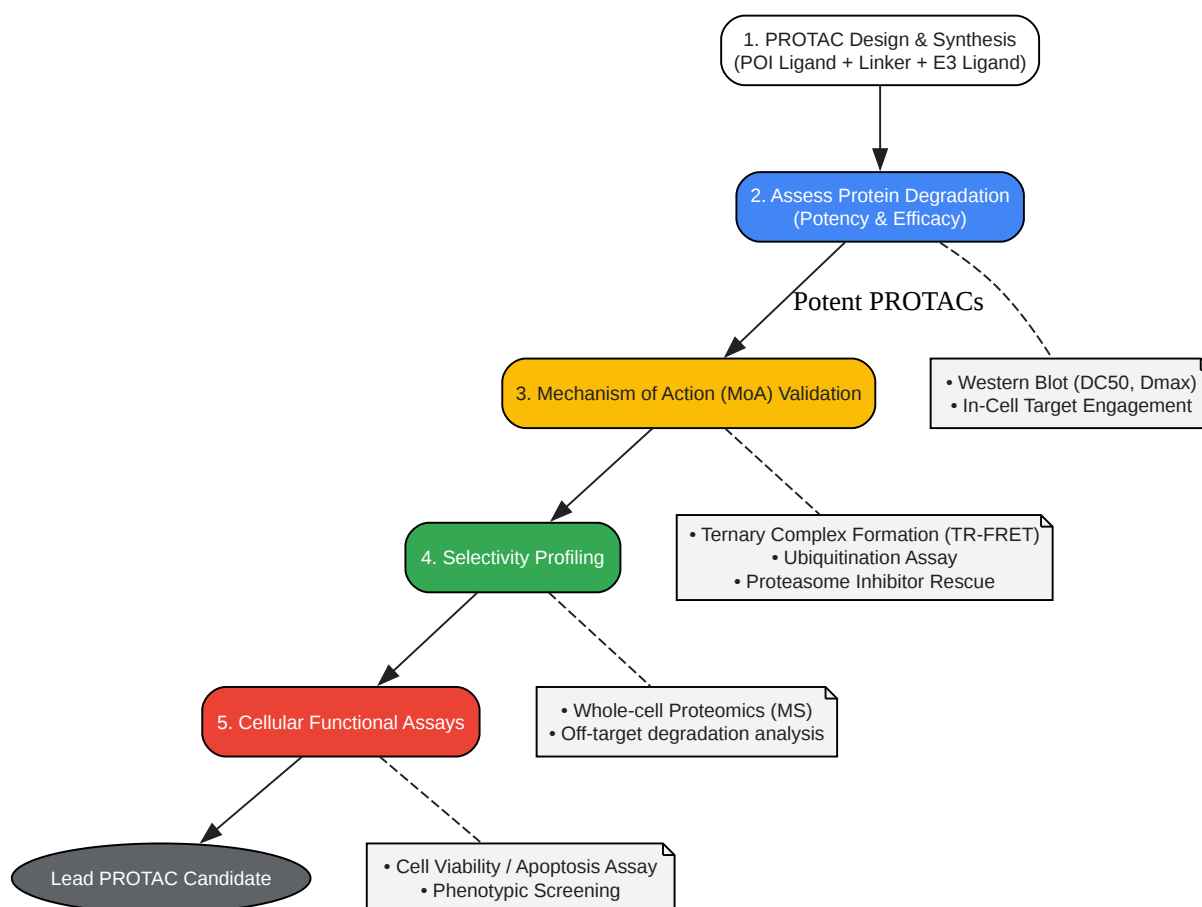 1. PROTAC Design & Synthesis
(POI Ligand + Linker + E3 Ligand)
2. Assess Protein Degradation
(Potency & Efficacy)
Potent PROTACs
• Western Blot (DC50, Dmax)
• In-Cell Target Engagement
3. Mechanism of Action (MoA) Validation
• Ternary Complex Formation (TR-FRET)
• Ubiquitination Assay
• Proteasome Inhibitor Rescue
4. Selectivity Profiling
• Whole-cell Proteomics (MS)
• Off-target degradation analysis
5. Cellular Functional Assays
• Cell Viability / Apoptosis Assay
• Phenotypic Screening
Lead PROTAC Candidate